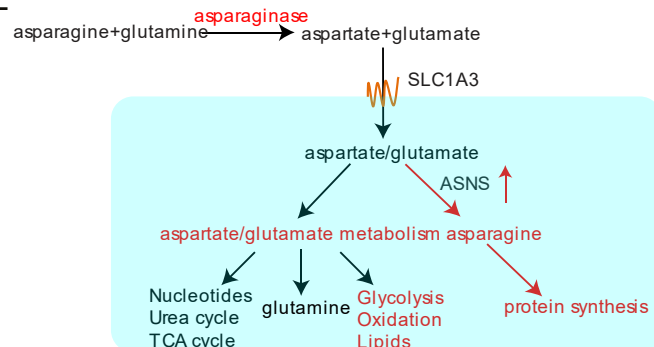 asparaginase
asparagine+glutamine
aspartate+glutamate
SLC1A3
aspartate/glutamate
ASNS
aspartate/glutamate metabolism asparagine
Nucleotides
Urea cycle
TCA cycle
glutamine
Glycolysis
Oxidation
Lipids
protein synthesis